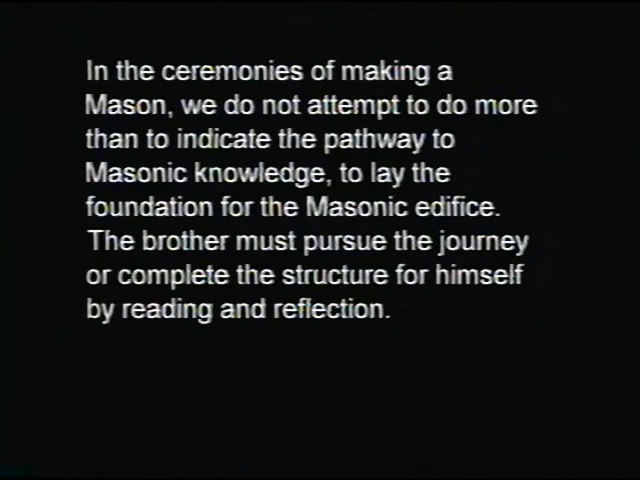 In the ceremonies of making a
Mason, we do not attempt to do more
than to indicate the pathway to
Masonic knowledge, to lay the
foundation for the Masonic edifice.
The brother must pursue the journey
or complete the structure for himself
by reading and reflection.